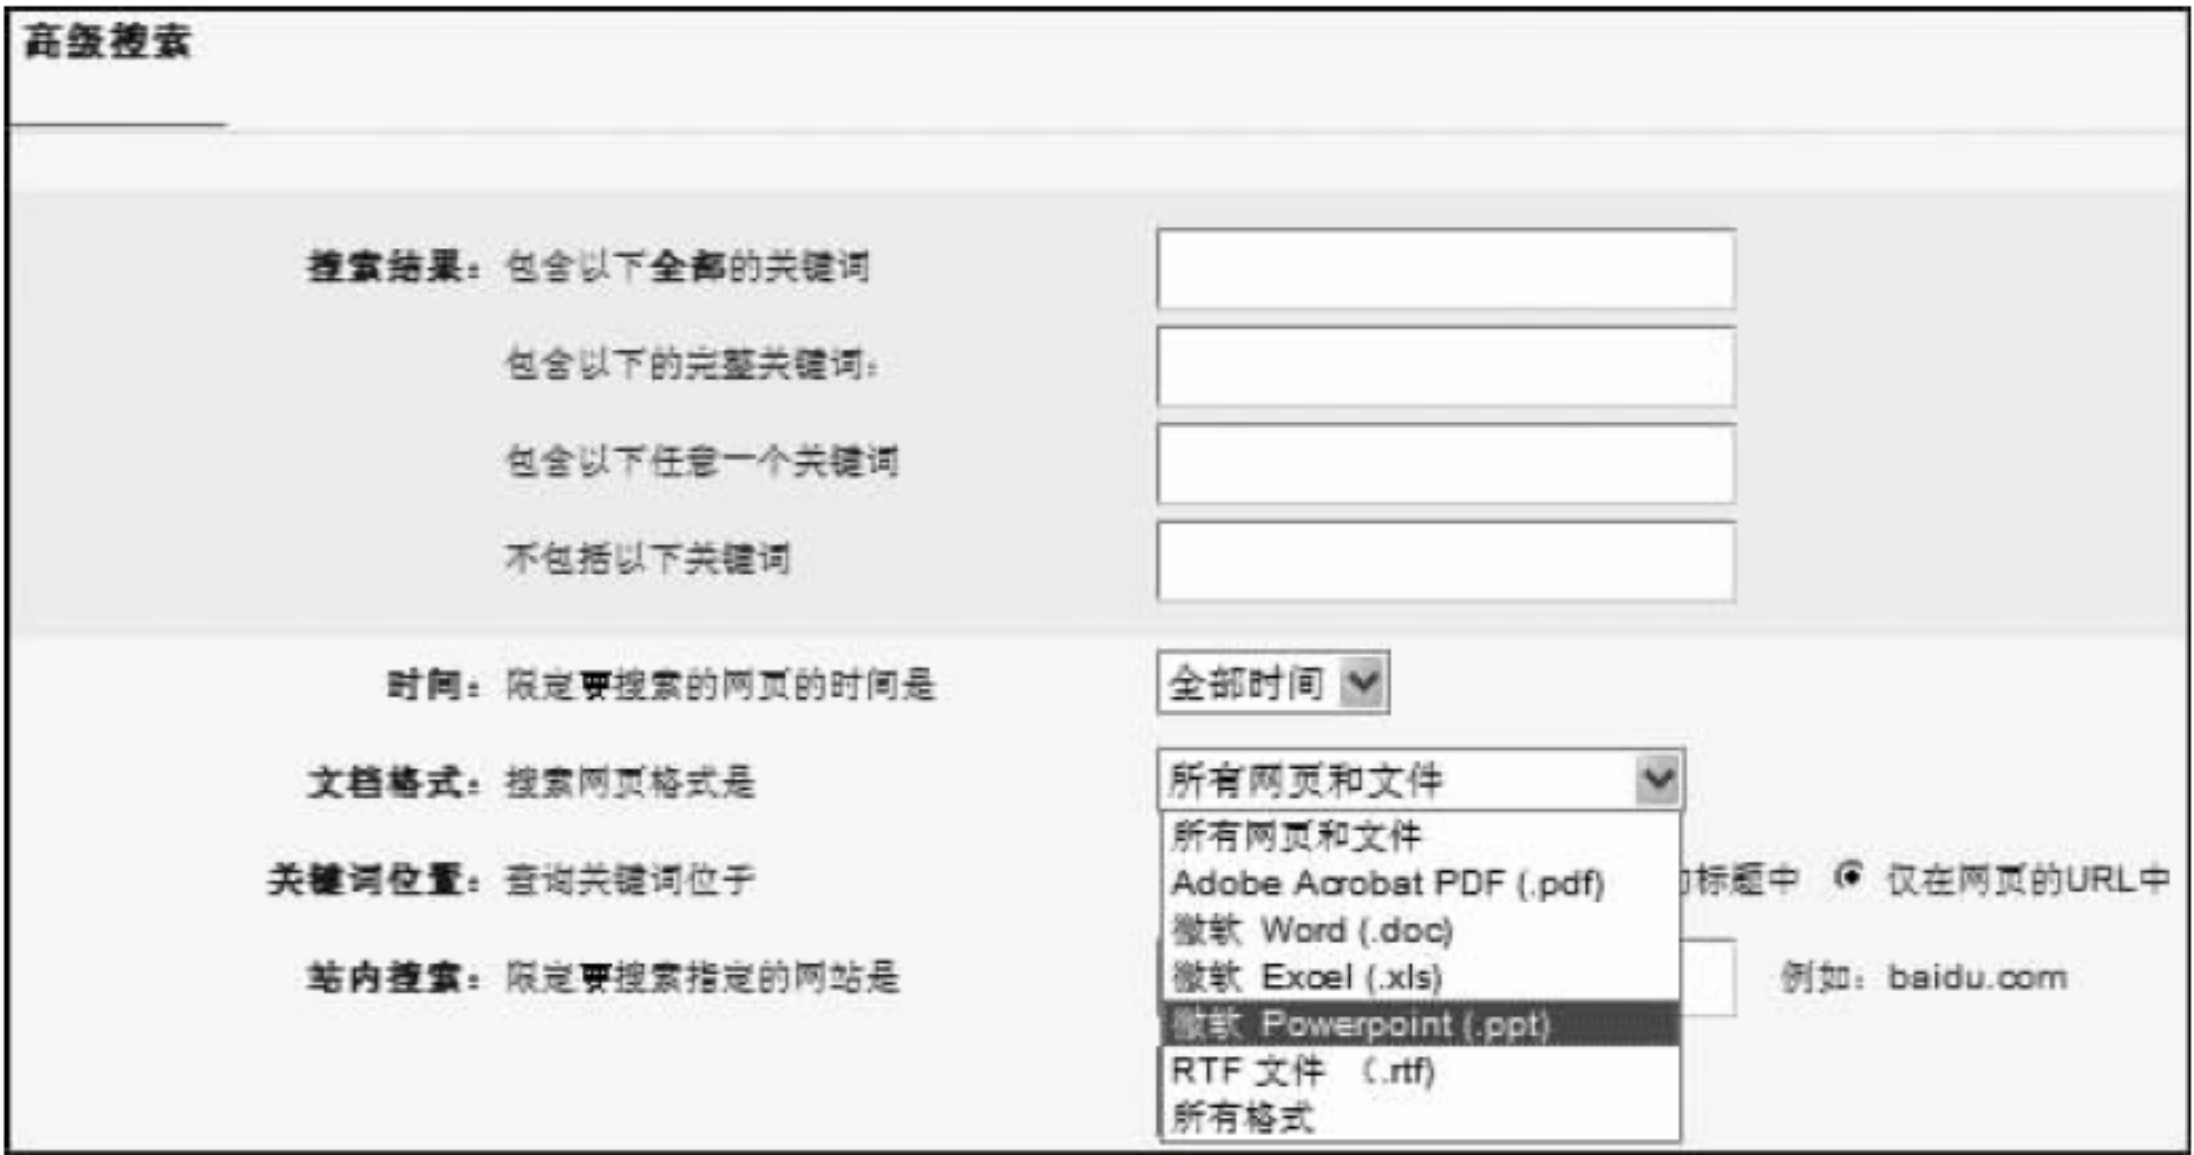 高级搜索
搜索结果：包含以下全部的关键词
包含以下的完整关键词：
包含以下任意一个关键词
不包括以下关键词
时间：限定要搜索的网页的时间是 全部时间
文档格式：搜索网页格式是 所有网页和文件
所有网页和文件
Adobe Acrobat PDF (.pdf)
关键词位置：查询关键词位于 标题中 仅在网页的URL中
微软 Word (.doc)
微软 Excel (.xls)
站内搜索：限定要搜索指定的网站是 例如：baidu.com
微软 Powerpoint (.ppt)
RTF 文件 (.rtf)
所有格式